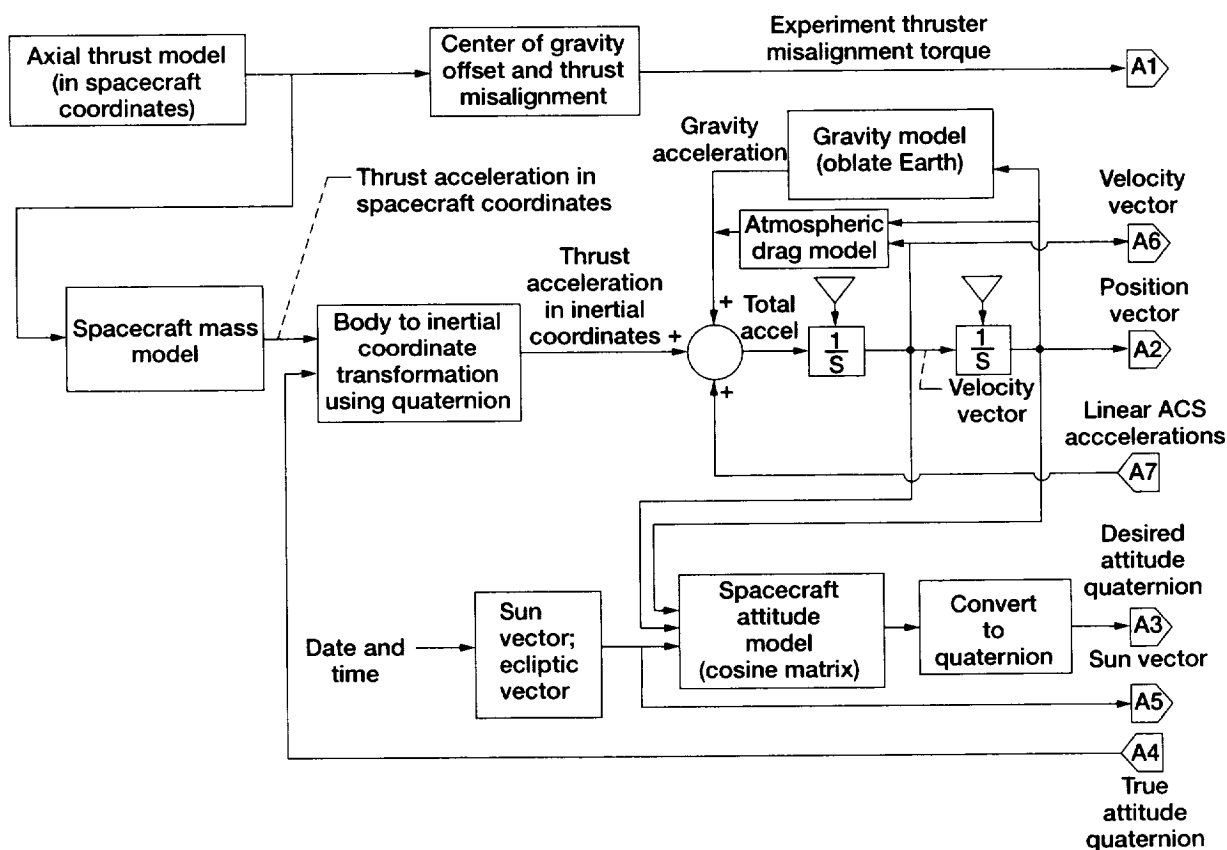 Axial thrust model
(in spacecraft
coordinates)
Center of gravity
offset and thrust
misalignment
Experiment thruster
misalignment torque
A1
Gravity
acceleration
Gravity model
(oblate Earth)
Thrust acceleration in
spacecraft coordinates
Atmospheric
drag model
Velocity
vector
A6
Spacecraft mass
model
Body to inertial
coordinate
transformation
using quaternion
Thrust
acceleration
in inertial
coordinates +
+
+
Total
accel
1
S
1
S
Velocity
vector
Position
vector
A2
Linear ACS
acccelerations
A7
Date and
time
Sun
vector;
ecliptic
vector
Spacecraft
attitude
model
(cosine matrix)
Convert
to
quaternion
Desired
attitude
quaternion
A3
Sun vector
A5
A4
True
attitude
quaternion